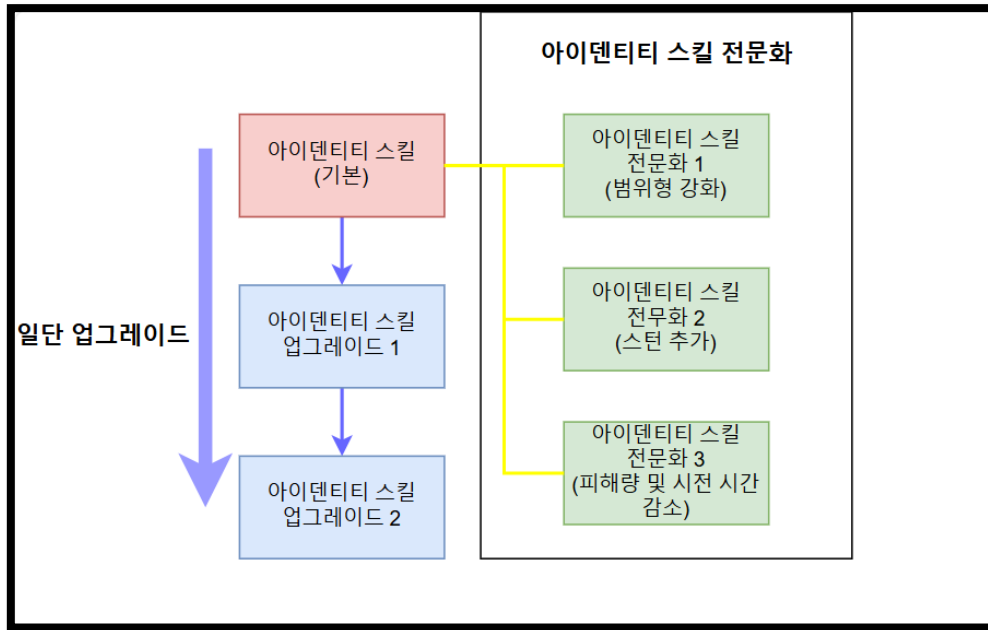 아이덴티티 스킬 전문화
아이덴티티 스킬
(기본)
아이덴티티 스킬
전문화 1
(범위형 강화)
일단 업그레이드
아이덴티티 스킬
업그레이드 1
아이덴티티 스킬
전무화 2
(스턴 추가)
아이덴티티 스킬
업그레이드 2
아이덴티티 스킬
전문화 3
(피해량 및 시전 시간
감소)